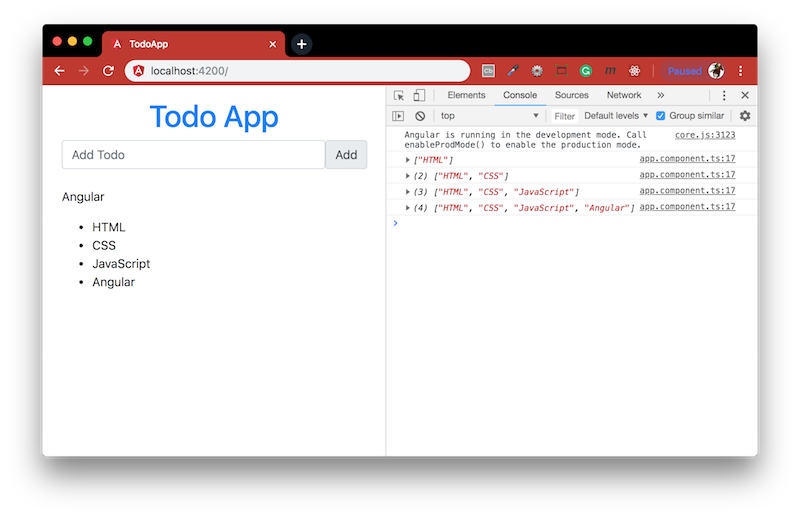 TodoApp
localhost:4200/
Paused
Todo App
Add Todo
Add
Angular
HTML
CSS
JavaScript
Angular
Elements Console Sources Network »
top Filter Default levels Group similar
Angular is running in the development mode. Call core.js:3123
enableProdMode() to enable the production mode.
["HTML"] app.component.ts:17
(2) ["HTML", "CSS"] app.component.ts:17
(3) ["HTML", "CSS", "JavaScript"] app.component.ts:17
(4) ["HTML", "CSS", "JavaScript", "Angular"] app.component.ts:17